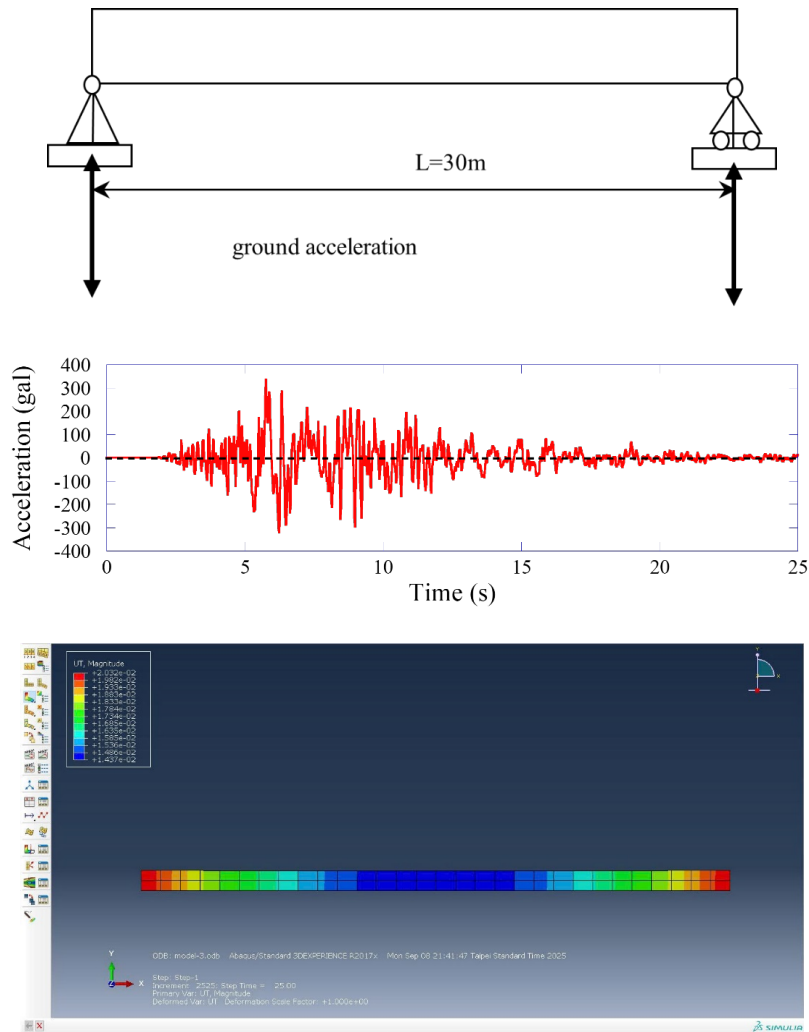 L=30m
ground acceleration
Acceleration (gal)
400
300
200
100
0
-100
-200
-300
-400
0
5
10
15
20
25
Time (s)
UT, Magnitude
+2.032e-02
+1.982e-02
+1.933e-02
+1.883e-02
+1.833e-02
+1.784e-02
+1.734e-02
+1.685e-02
+1.635e-02
+1.585e-02
+1.536e-02
+1.486e-02
+1.437e-02
Y
X
Y
X
Z
ODB: model-3.odb Abaqus/Standard 3DEXPERIENCE R2017x Mon Sep 08 21:41:47 Taipei Standard Time 2025
Step: Step-1
Increment 2525: Step Time = 25.00
Primary Var: UT, Magnitude
Deformed Var: UT Deformation Scale Factor: +1.000e+00
SIMULIA